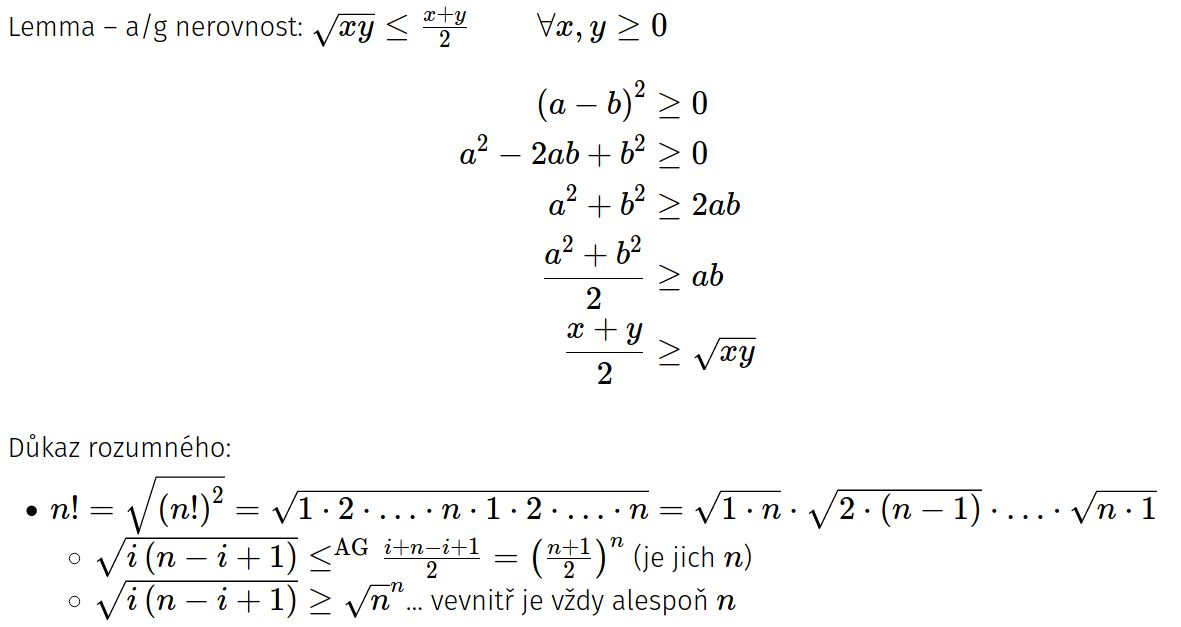 Lemma – a/g nerovnost: √(xy) ≤ (x+y)/2 ∀x, y ≥ 0
(a − b)² ≥ 0
a² − 2ab + b² ≥ 0
a² + b² ≥ 2ab
(a² + b²)/2 ≥ ab
(x + y)/2 ≥ √(xy)
Důkaz rozumného:
• n! = √((n!)²) = √(1 · 2 · … · n · 1 · 2 · … · n) = √(1 · n) · √(2 · (n − 1)) · … · √(n · 1)
◦ √(i (n − i + 1)) ≤^AG (i+n−i+1)/2 = ((n+1)/2)ⁿ (je jich n)
◦ √(i (n − i + 1)) ≥ √nⁿ… vevnitř je vždy alespoň n